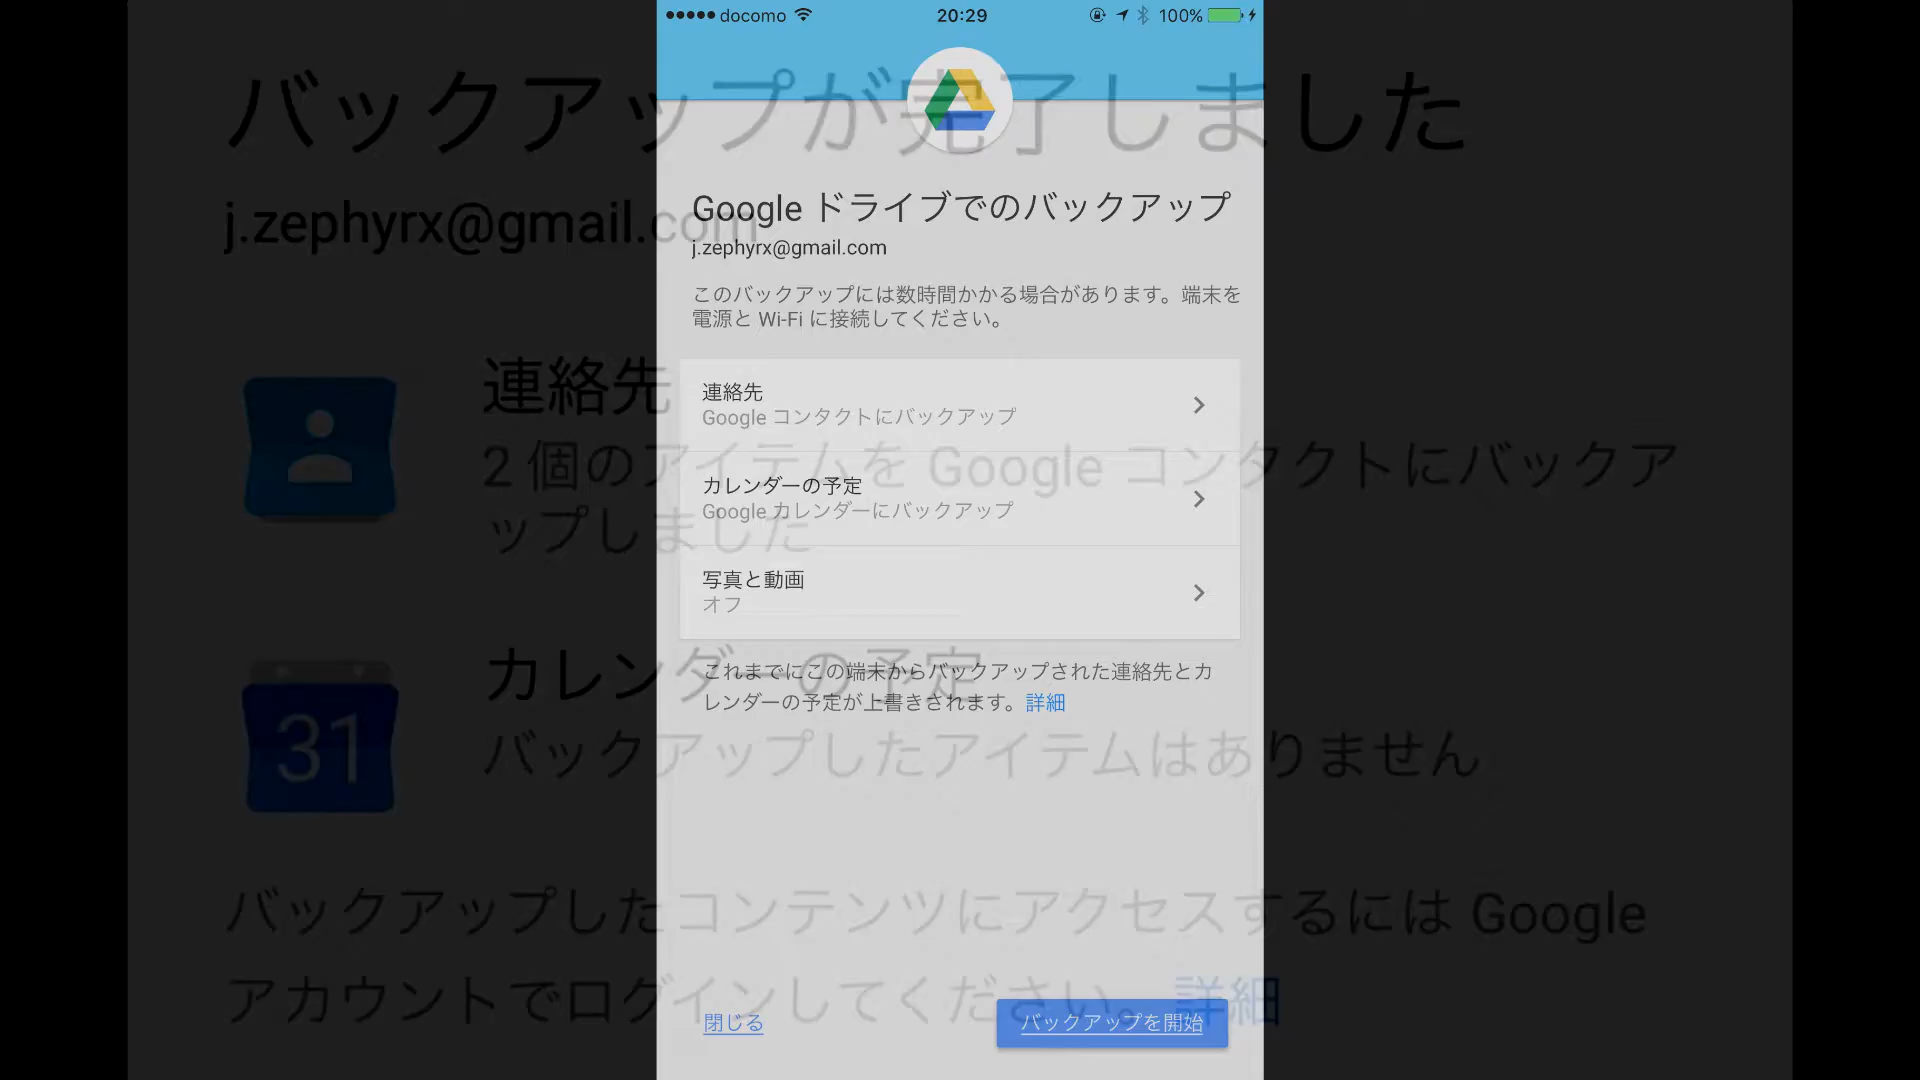 docomo 20:29 100%
Google ドライブでのバックアップ
j.zephyrx@gmail.com
このバックアップには数時間かかる場合があります。端末を
電源と Wi-Fi に接続してください。
連絡先
Google コンタクトにバックアップ
カレンダーの予定
Google カレンダーにバックアップ
写真と動画
オフ
これまでにこの端末からバックアップされた連絡先とカ
レンダーの予定が上書きされます。詳細
閉じる バックアップを開始
バックアップが完了しました
j.zephyrx@gmail.com
連絡先
2 個のアイテムを Google コンタクトにバックア
ップしました
31
カレンダーの予定
バックアップしたアイテムはありません
バックアップしたコンテンツにアクセスするには Google
アカウントでログインしてください。詳細